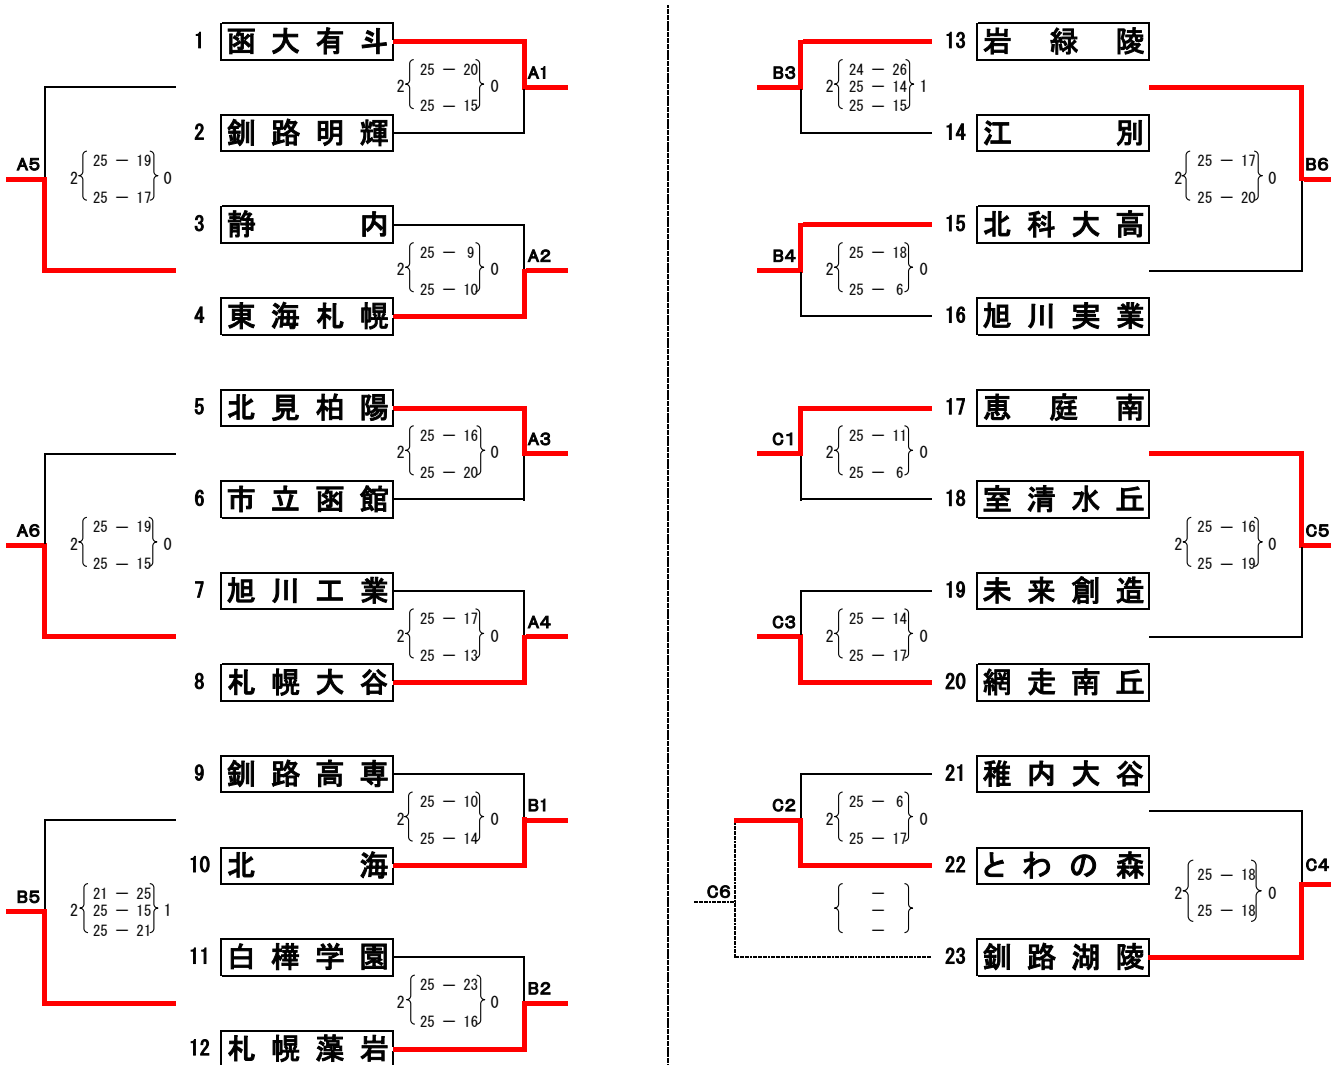 1 函大有斗
2 { 25 － 20 / 25 － 15 } 0
A1
2 釧路明輝
A5
2 { 25 － 19 / 25 － 17 } 0
3 静内
2 { 25 － 9 / 25 － 10 } 0
A2
4 東海札幌
5 北見柏陽
2 { 25 － 16 / 25 － 20 } 0
A3
6 市立函館
A6
2 { 25 － 19 / 25 － 15 } 0
7 旭川工業
2 { 25 － 17 / 25 － 13 } 0
A4
8 札幌大谷
9 釧路高専
2 { 25 － 10 / 25 － 14 } 0
B1
10 北海
B5
2 { 21 － 25 / 25 － 15 / 25 － 21 } 1
11 白樺学園
2 { 25 － 23 / 25 － 16 } 0
B2
12 札幌藻岩
13 岩緑陵
B3
2 { 24 － 26 / 25 － 14 / 25 － 15 } 1
14 江別
2 { 25 － 17 / 25 － 20 } 0
B6
15 北科大高
B4
2 { 25 － 18 / 25 － 6 } 0
16 旭川実業
17 恵庭南
C1
2 { 25 － 11 / 25 － 6 } 0
18 室清水丘
2 { 25 － 16 / 25 － 19 } 0
C5
19 未来創造
C3
2 { 25 － 14 / 25 － 17 } 0
20 網走南丘
21 稚内大谷
C2
2 { 25 － 6 / 25 － 17 } 0
22 とわの森
2 { 25 － 18 / 25 － 18 } 0
C4
C6
{ － / － / － }
23 釧路湖陵